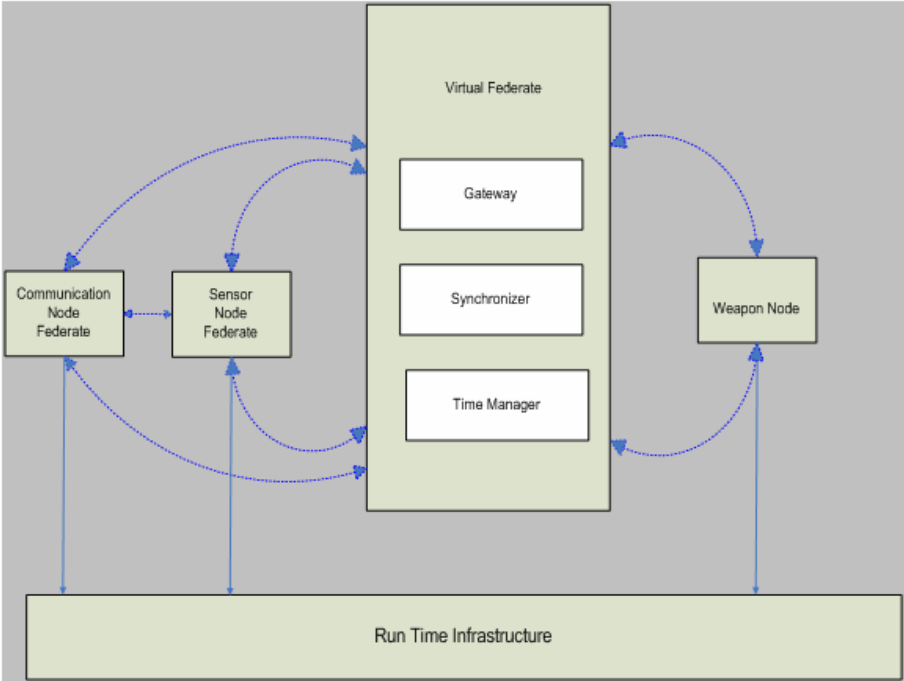 Virtual Federate
Gateway
Synchronizer
Time Manager
Communication
Node
Federate
Sensor
Node
Federate
Weapon Node
Run Time Infrastructure